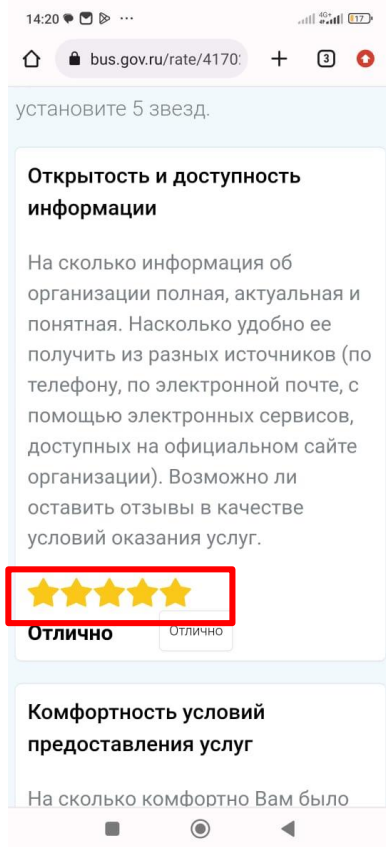 14:20
4G+
17
bus.gov.ru/rate/4170
3
установите 5 звезд.
Открытость и доступность
информации
На сколько информация об
организации полная, актуальная и
понятная. Насколько удобно ее
получить из разных источников (по
телефону, по электронной почте, с
помощью электронных сервисов,
доступных на официальном сайте
организации). Возможно ли
оставить отзывы в качестве
условий оказания услуг.
Отлично
Отлично
Комфортность условий
предоставления услуг
На сколько комфортно Вам было